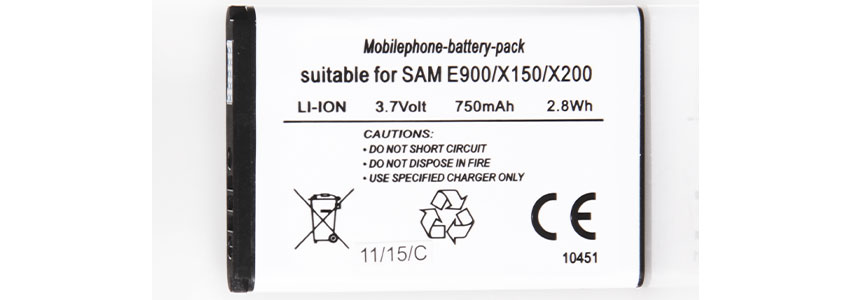 Mobilephone-battery-pack
suitable for SAM E900/X150/X200
LI-ION 3.7Volt 750mAh 2.8Wh
CAUTIONS:
• DO NOT SHORT CIRCUIT
• DO NOT DISPOSE IN FIRE
• USE SPECIFIED CHARGER ONLY
CE
11/15/C
10451